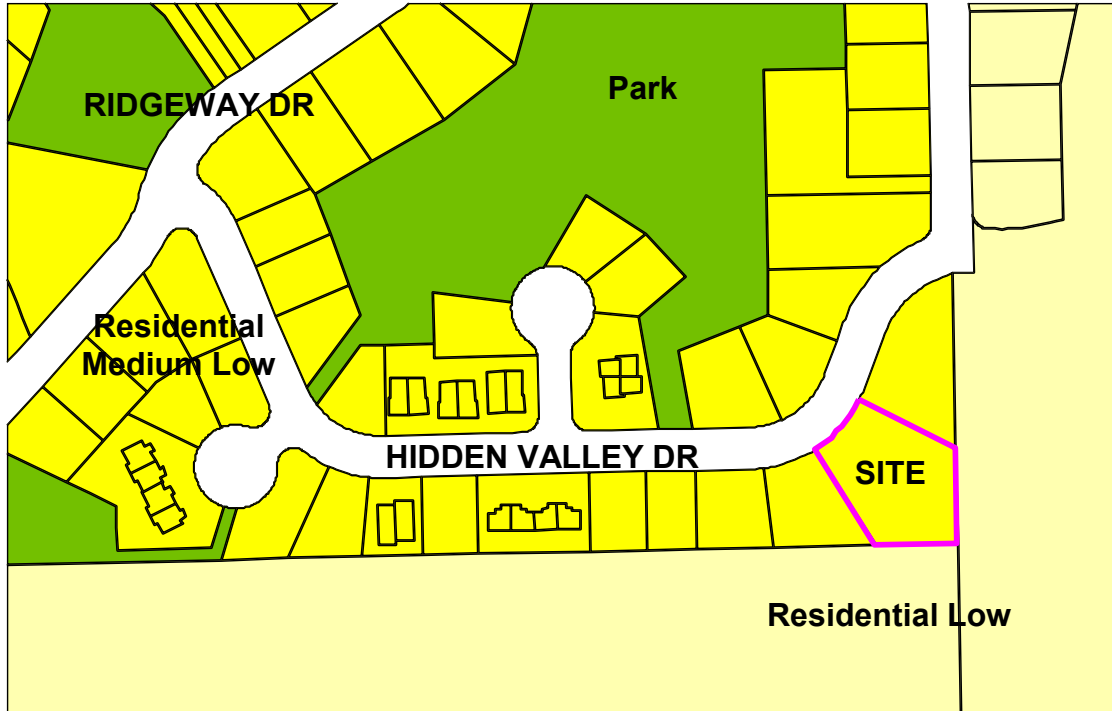 Park
RIDGEWAY DR
Residential
Medium Low
HIDDEN VALLEY DR
SITE
Residential Low